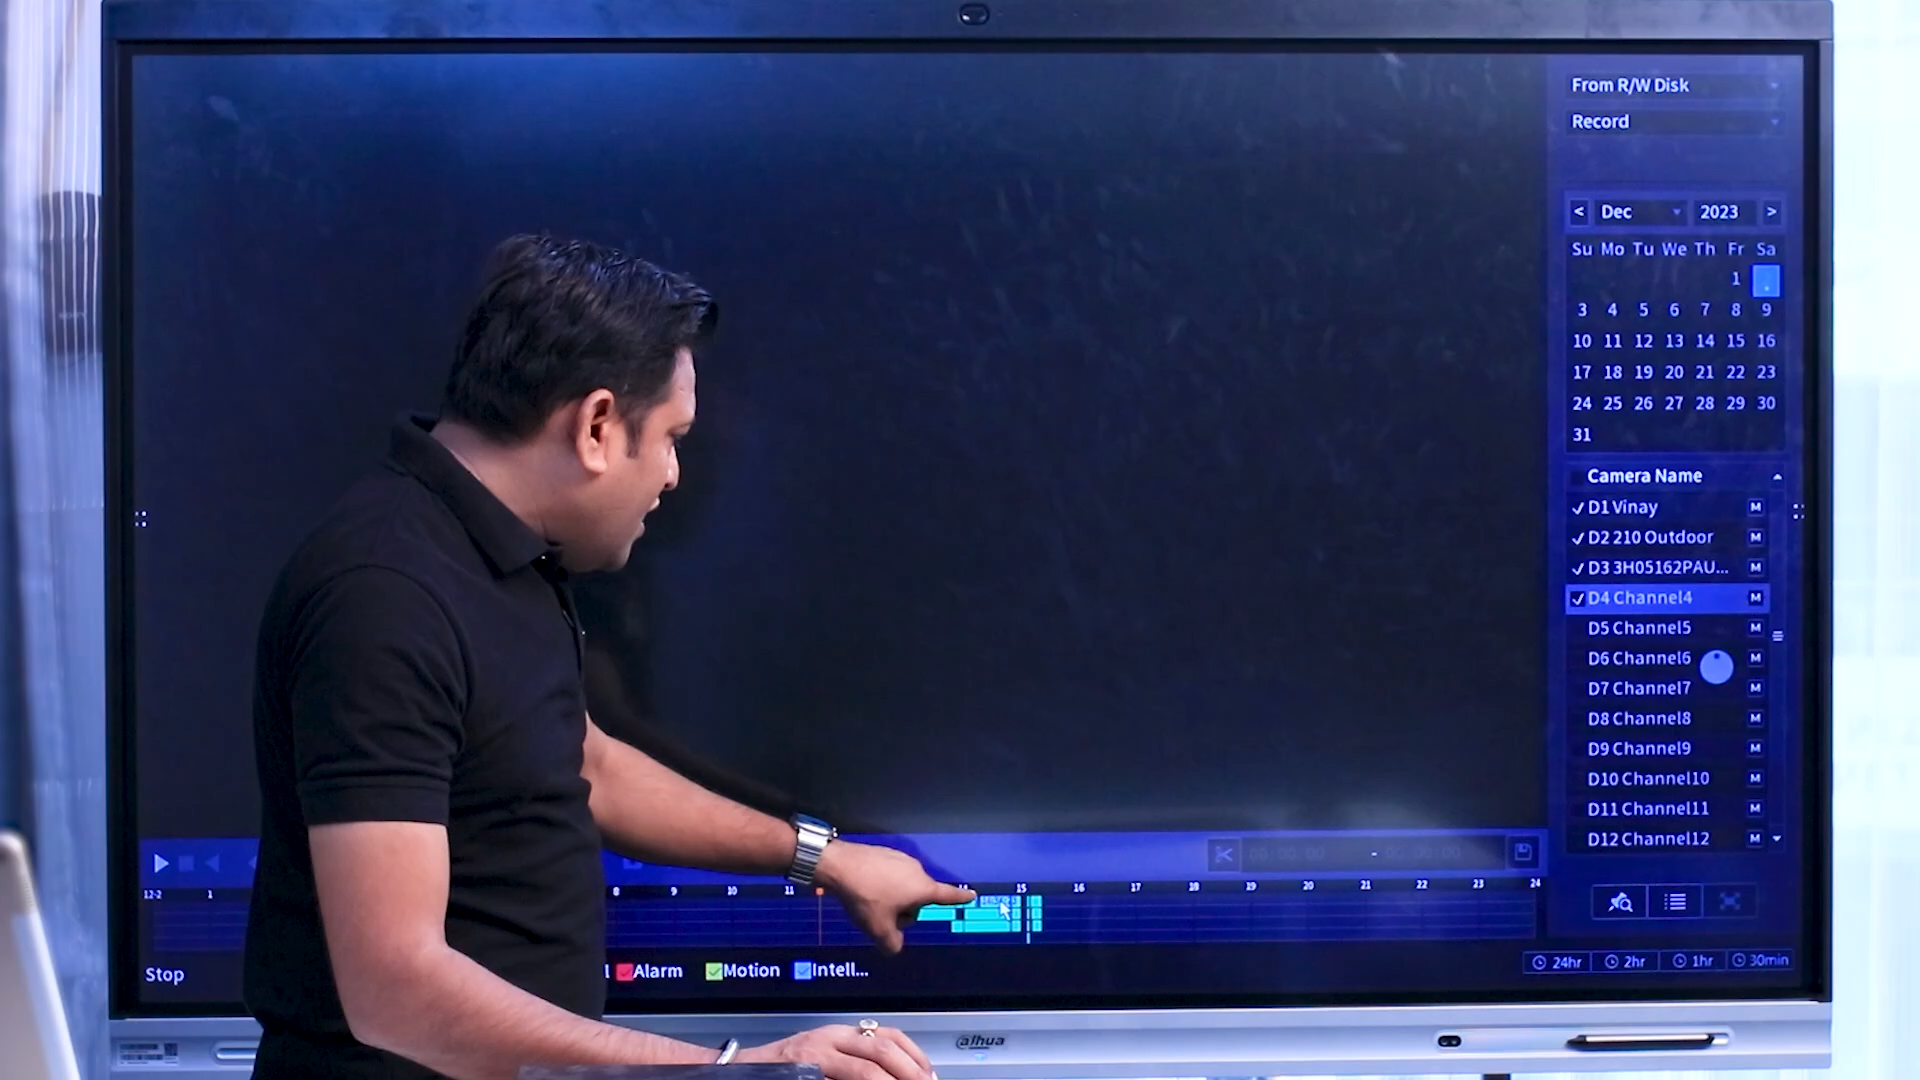 From R/W Disk
Record
< Dec 2023 >
Su Mo Tu We Th Fr Sa
1
3 4 5 6 7 8 9
10 11 12 13 14 15 16
17 18 19 20 21 22 23
24 25 26 27 28 29 30
31
Camera Name
D1 Vinay M
D2 210 Outdoor M
D3 3H05162PAU... M
D4 Channel4 M
D5 Channel5 M
D6 Channel6 M
D7 Channel7 M
D8 Channel8 M
D9 Channel9 M
D10 Channel10 M
D11 Channel11 M
D12 Channel12 M
12-2 1 8 9 10 11 14 15 16 17 18 19 20 21 22 23 24
Stop
Alarm Motion Intell...
24hr 2hr 1hr 30min
alhua